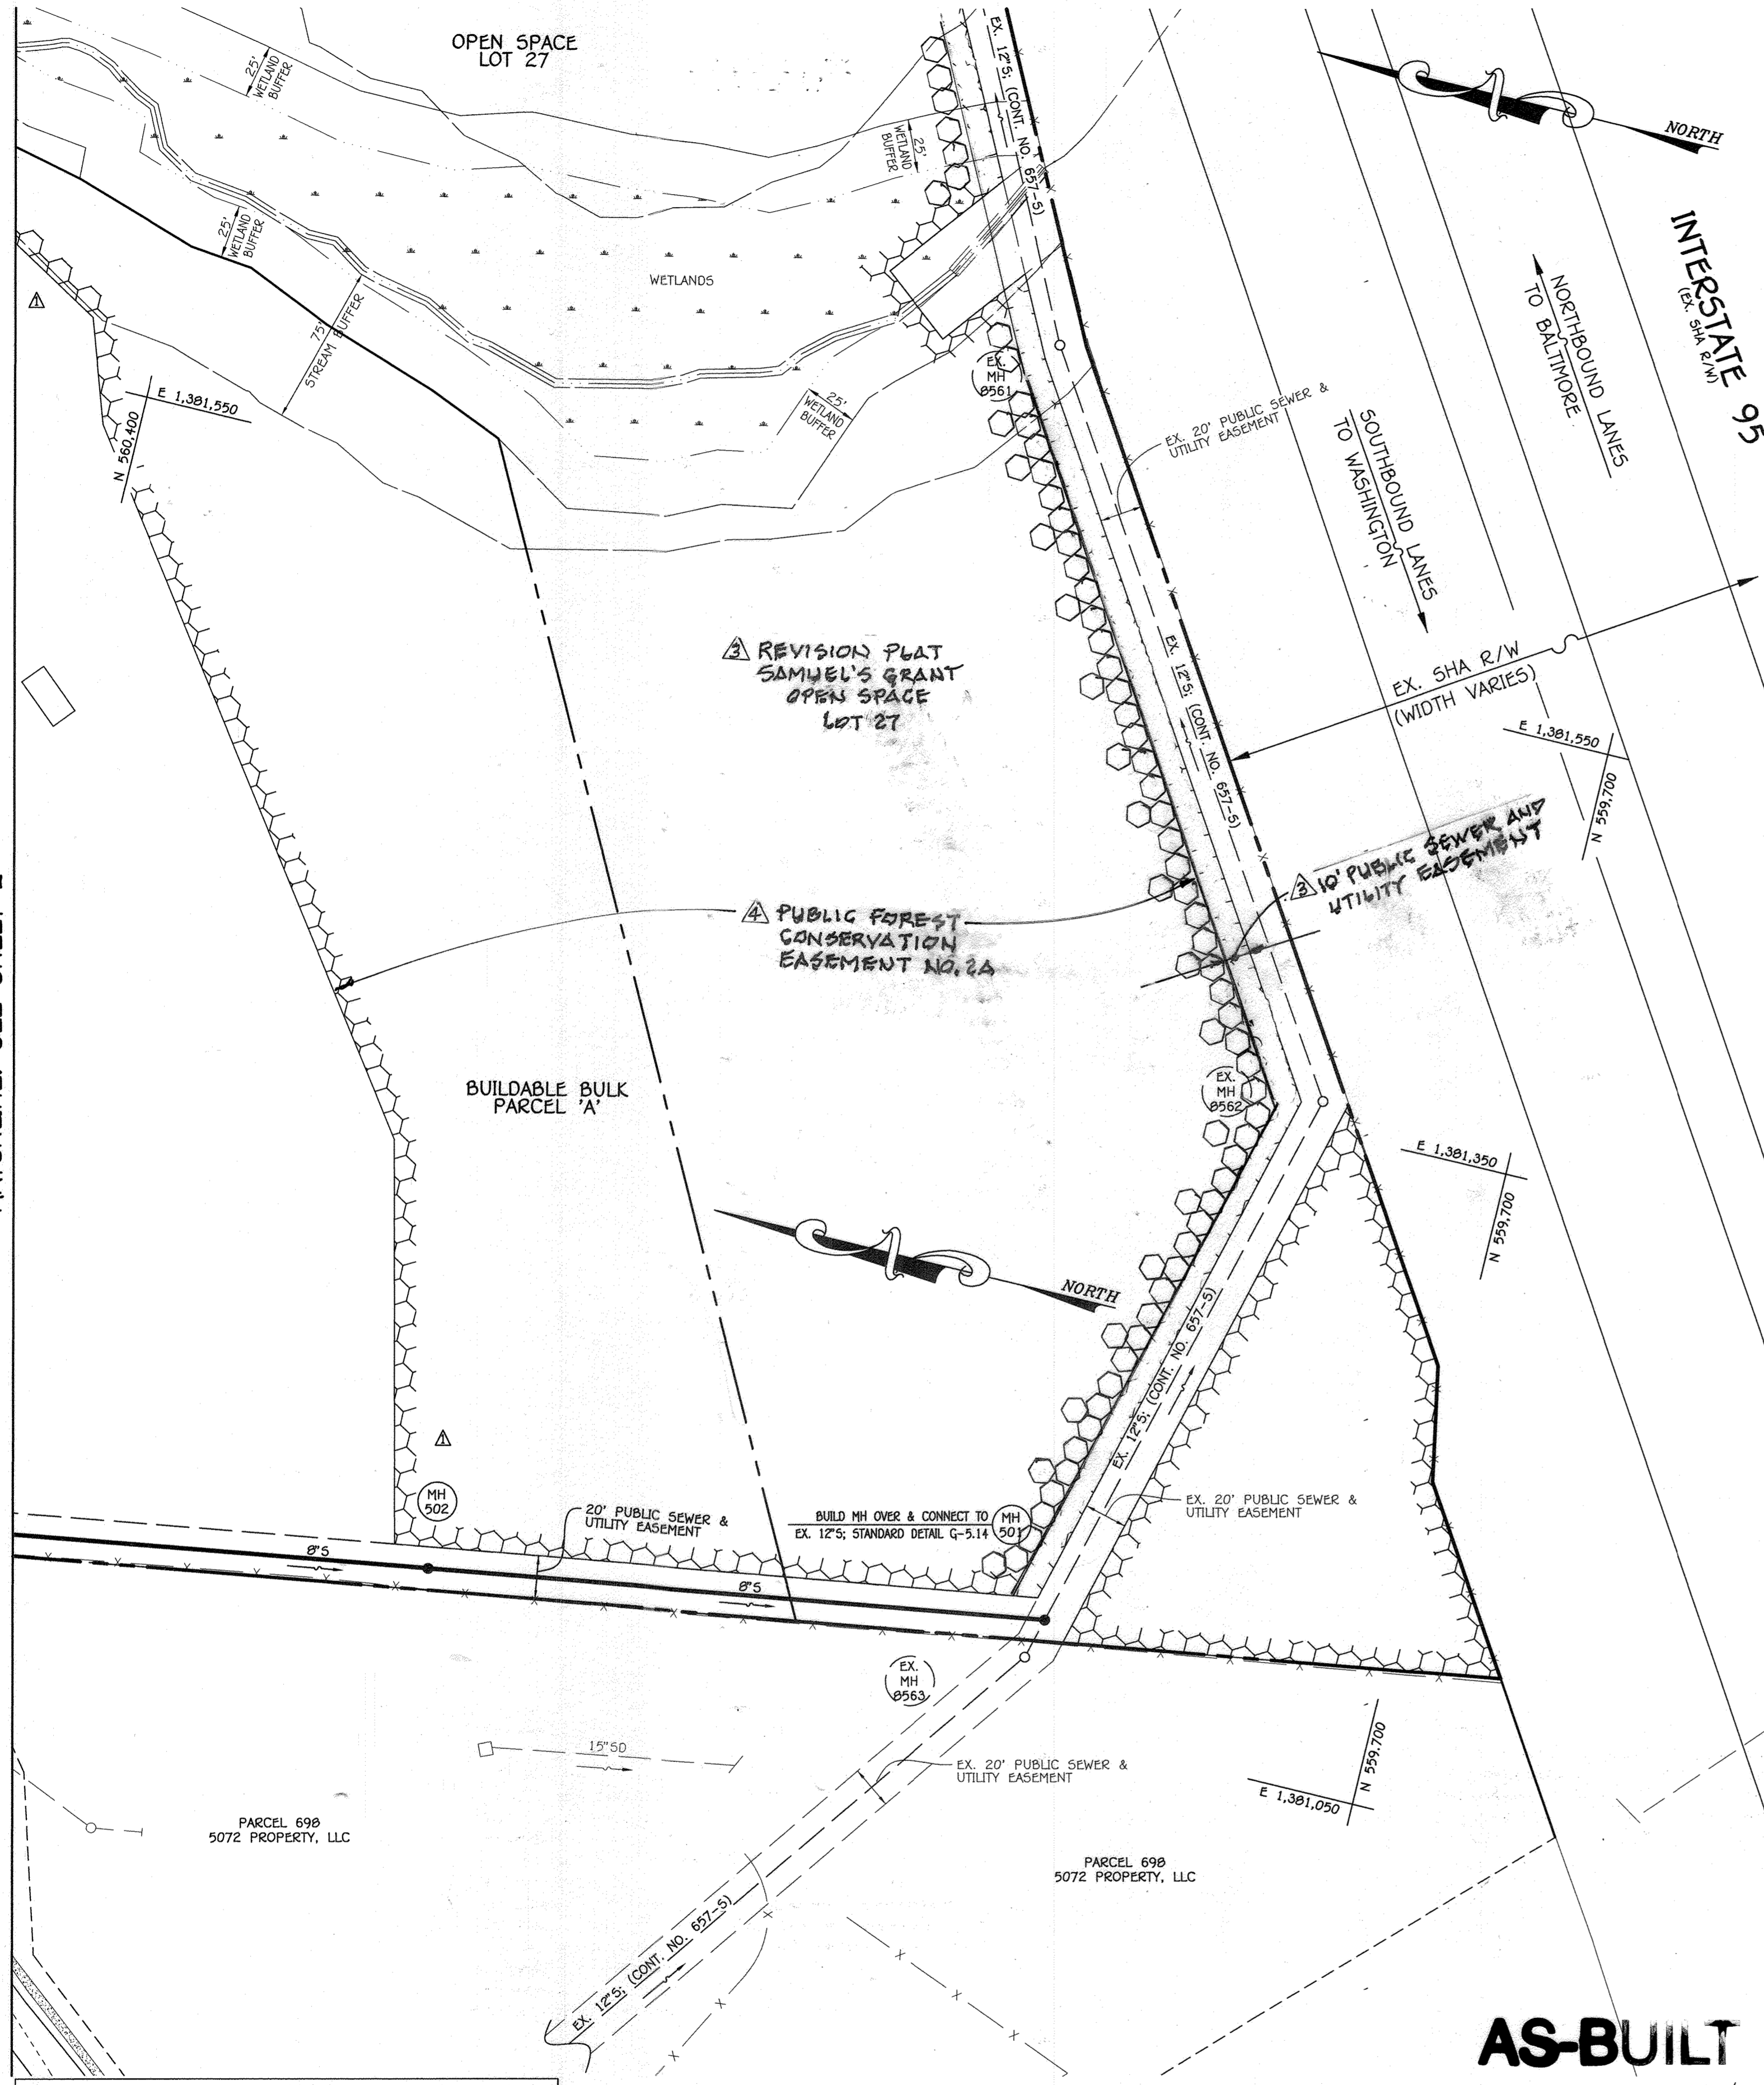 OPEN SPACE
LOT 27
25'
WETLAND
BUFFER
EX. 12"S; (CONT. NO. 657-S)
NORTH
25'
WETLAND
BUFFER
INTERSTATE 95
(EX. SHA R/W)
25'
WETLAND
BUFFER
WETLANDS
NORTHBOUND LANES
TO BALTIMORE
1
75'
STREAM BUFFER
EX.
MH
8561
E 1,381,550
N 560,400
25'
WETLAND
BUFFER
EX. 20' PUBLIC SEWER &
UTILITY EASEMENT
SOUTHBOUND LANES
TO WASHINGTON
3 REVISION PLAT
SAMUEL'S GRANT
OPEN SPACE
LOT 27
EX. 12"S; (CONT. NO. 657-S)
EX. SHA R/W
(WIDTH VARIES)
E 1,381,550
N 559,700
3 10' PUBLIC SEWER AND
UTILITY EASEMENT
4 PUBLIC FOREST
CONSERVATION
EASEMENT NO. 2A
BUILDABLE BULK
PARCEL 'A'
EX.
MH
8562
E 1,381,350
N 559,700
NORTH
EX. 12"S; (CONT. NO. 657-S)
1
MH
502
20' PUBLIC SEWER &
UTILITY EASEMENT
BUILD MH OVER & CONNECT TO
EX. 12"S; STANDARD DETAIL G-5.14
MH
501
EX. 20' PUBLIC SEWER &
UTILITY EASEMENT
8"S
8"S
EX.
MH
8563
15"SD
EX. 20' PUBLIC SEWER &
UTILITY EASEMENT
N 559,700
E 1,381,050
PARCEL 698
5072 PROPERTY, LLC
PARCEL 698
5072 PROPERTY, LLC
EX. 12"S; (CONT. NO. 657-S)
AS-BUILT